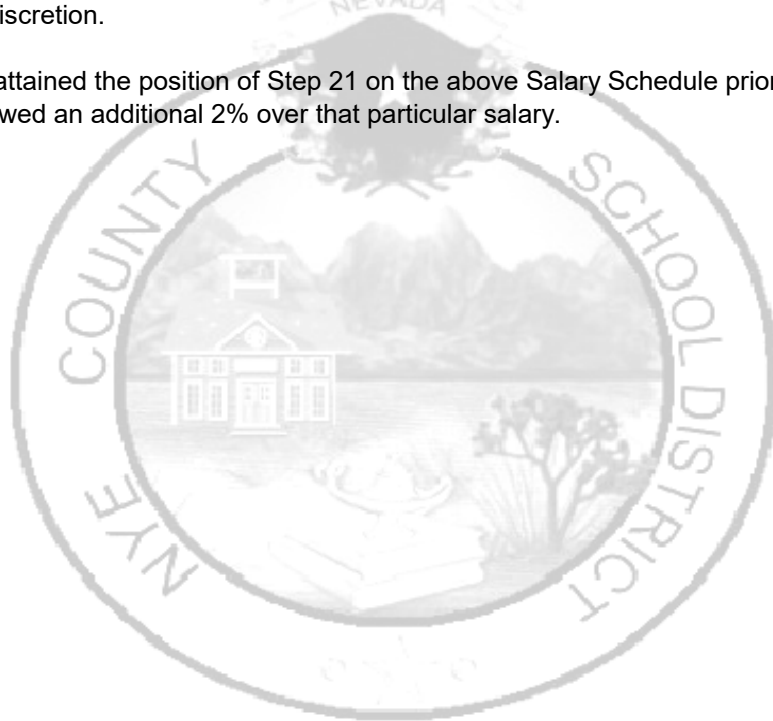 NEVADA
iscretion.
attained the position of Step 21 on the above Salary Schedule prior
wed an additional 2% over that particular salary.
NYE COUNTY SCHOOL DISTRICT